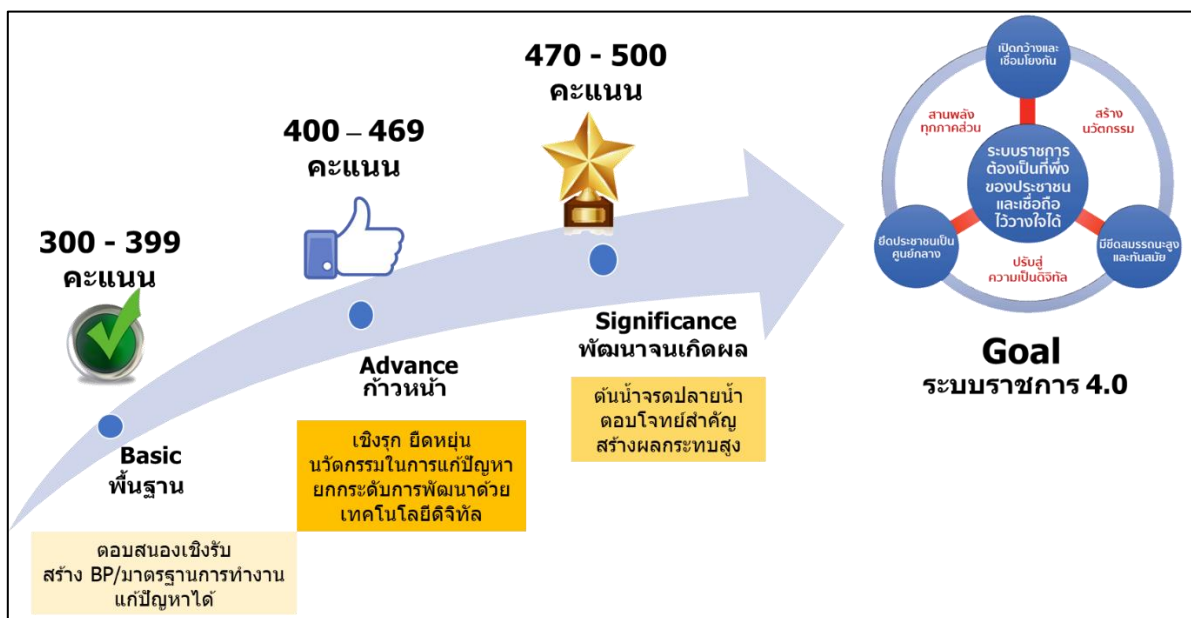 300 - 399
คะแนน
Basic
พื้นฐาน
ตอบสนองเชิงรับ
สร้าง BP/มาตรฐานการทำงาน
แก้ปัญหาได้
400 – 469
คะแนน
Advance
ก้าวหน้า
เชิงรุก ยืดหยุ่น
นวัตกรรมในการแก้ปัญหา
ยกกระดับการพัฒนาด้วย
เทคโนโลยีดิจิทัล
470 - 500
คะแนน
Significance
พัฒนาจนเกิดผล
ต้นน้ำจรดปลายน้ำ
ตอบโจทย์สำคัญ
สร้างผลกระทบสูง
เปิดกว้างและ
เชื่อมโยงกัน
สานพลัง
ทุกภาคส่วน
สร้าง
นวัตกรรม
ระบบราชการ
ต้องเป็นที่พึ่ง
ของประชาชน
และเชื่อถือ
ไว้วางใจได้
ยึดประชาชนเป็น
ศูนย์กลาง
ปรับสู่
ความเป็นดิจิทัล
มีขีดสมรรถนะสูง
และทันสมัย
Goal
ระบบราชการ 4.0